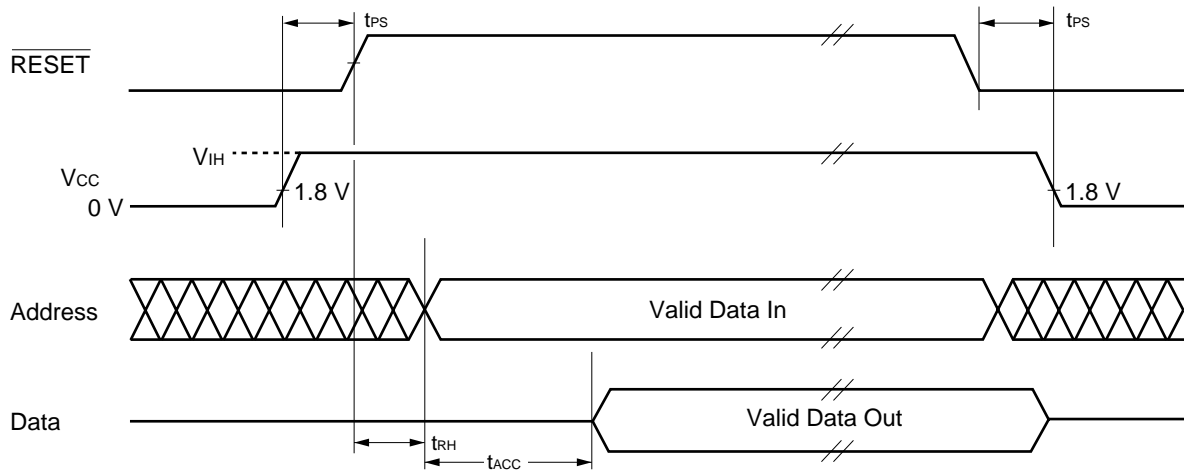 tPS
tPS
RESET
VIH
VCC
1.8 V
1.8 V
0 V
Address
Valid Data In
Data
Valid Data Out
tRH
tACC